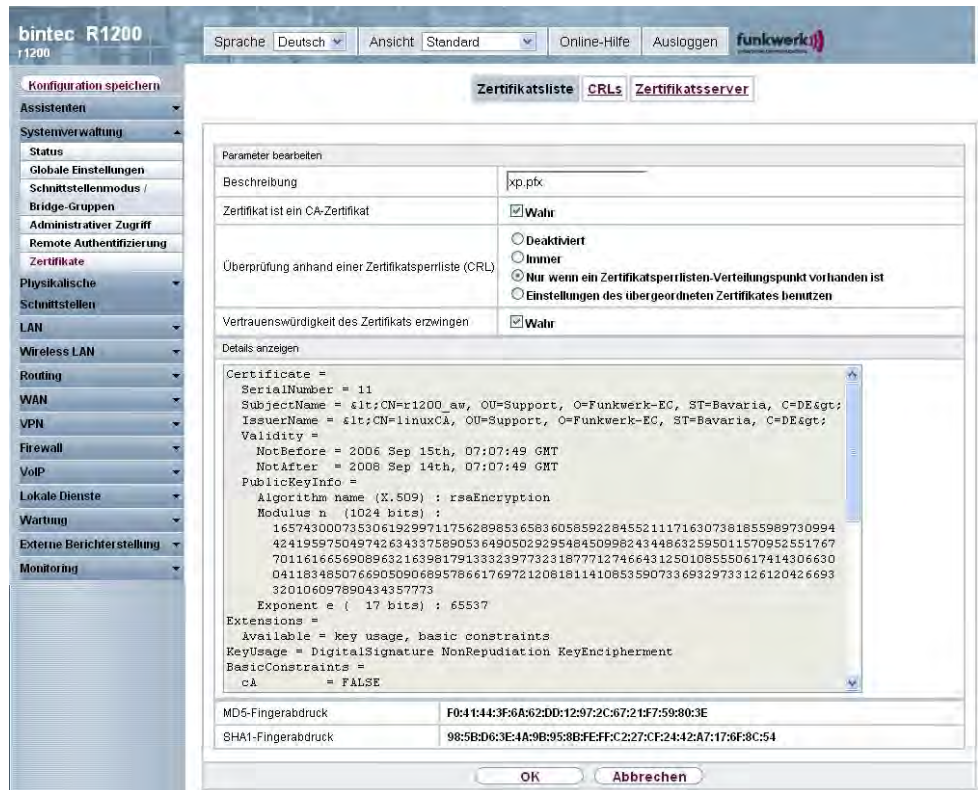 bintec R1200
r1200
Sprache Deutsch Ansicht Standard Online-Hilfe Ausloggen funkwerk
Konfiguration speichern
Assistenten
Systemverwaltung
Status
Globale Einstellungen
Schnittstellenmodus /
Bridge-Gruppen
Administrativer Zugriff
Remote Authentifizierung
Zertifikate
Physikalische
Schnittstellen
LAN
Wireless LAN
Routing
WAN
VPN
Firewall
VoIP
Lokale Dienste
Wartung
Externe Berichterstellung
Monitoring
Zertifikatsliste CRLs Zertifikatsserver
Parameter bearbeiten
Beschreibung xp.pfx
Zertifikat ist ein CA-Zertifikat Wahr
Überprüfung anhand einer Zertifikatsperrliste (CRL)
Deaktiviert
Immer
Nur wenn ein Zertifikatsperrlisten-Verteilungspunkt vorhanden ist
Einstellungen des übergeordneten Zertifikates benutzen
Vertrauenswürdigkeit des Zertifikats erzwingen Wahr
Details anzeigen
Certificate =
SerialNumber = 11
SubjectName = &lt;CN=r1200_aw, OU=Support, O=Funkwerk-EC, ST=Bavaria, C=DE&gt;
IssuerName = &lt;CN=linuxCA, OU=Support, O=Funkwerk-EC, ST=Bavaria, C=DE&gt;
Validity =
NotBefore = 2006 Sep 15th, 07:07:49 GMT
NotAfter = 2008 Sep 14th, 07:07:49 GMT
PublicKeyInfo =
Algorithm name (X.509) : rsaEncryption
Modulus n (1024 bits) :
Exponent e ( 17 bits) : 65537
Extensions =
Available = key usage, basic constraints
KeyUsage = DigitalSignature NonRepudiation KeyEncipherment
BasicConstraints =
cA = FALSE
MD5-Fingerabdruck F0:41:44:3F:6A:62:DD:12:97:2C:67:21:F7:59:80:3E
SHA1-Fingerabdruck 98:5B:D6:3E:4A:9B:95:8B:FE:FF:C2:27:CF:24:42:A7:17:6F:8C:54
OK Abbrechen